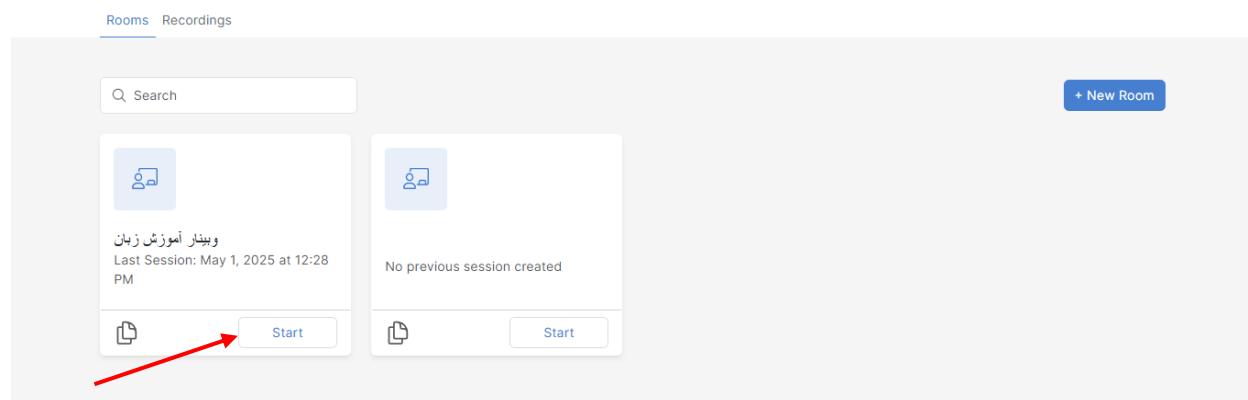 Rooms Recordings
Search
+ New Room
وبینار آموزش زبان
Last Session: May 1, 2025 at 12:28
PM
No previous session created
Start
Start